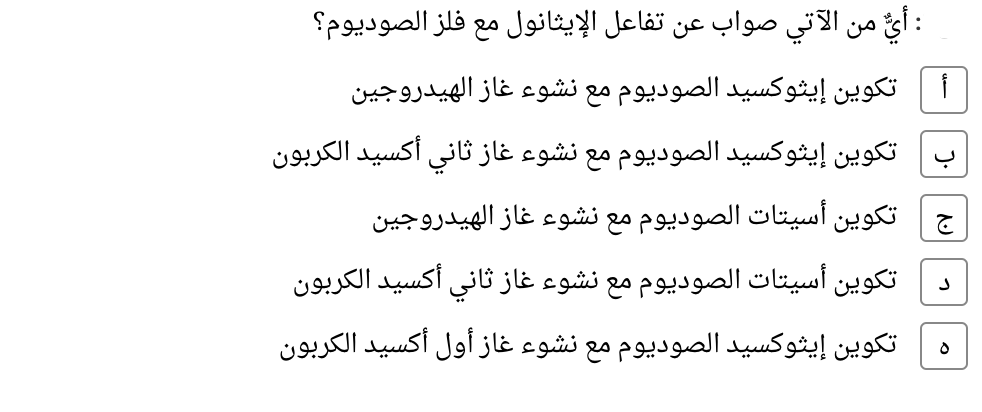 : أيٌّ من الآتي صواب عن تفاعل الإيثانول مع فلز الصوديوم؟
أ تكوين إيثوكسيد الصوديوم مع نشوء غاز الهيدروجين
ب تكوين إيثوكسيد الصوديوم مع نشوء غاز ثاني أكسيد الكربون
ج تكوين أسيتات الصوديوم مع نشوء غاز الهيدروجين
د تكوين أسيتات الصوديوم مع نشوء غاز ثاني أكسيد الكربون
ه تكوين إيثوكسيد الصوديوم مع نشوء غاز أول أكسيد الكربون